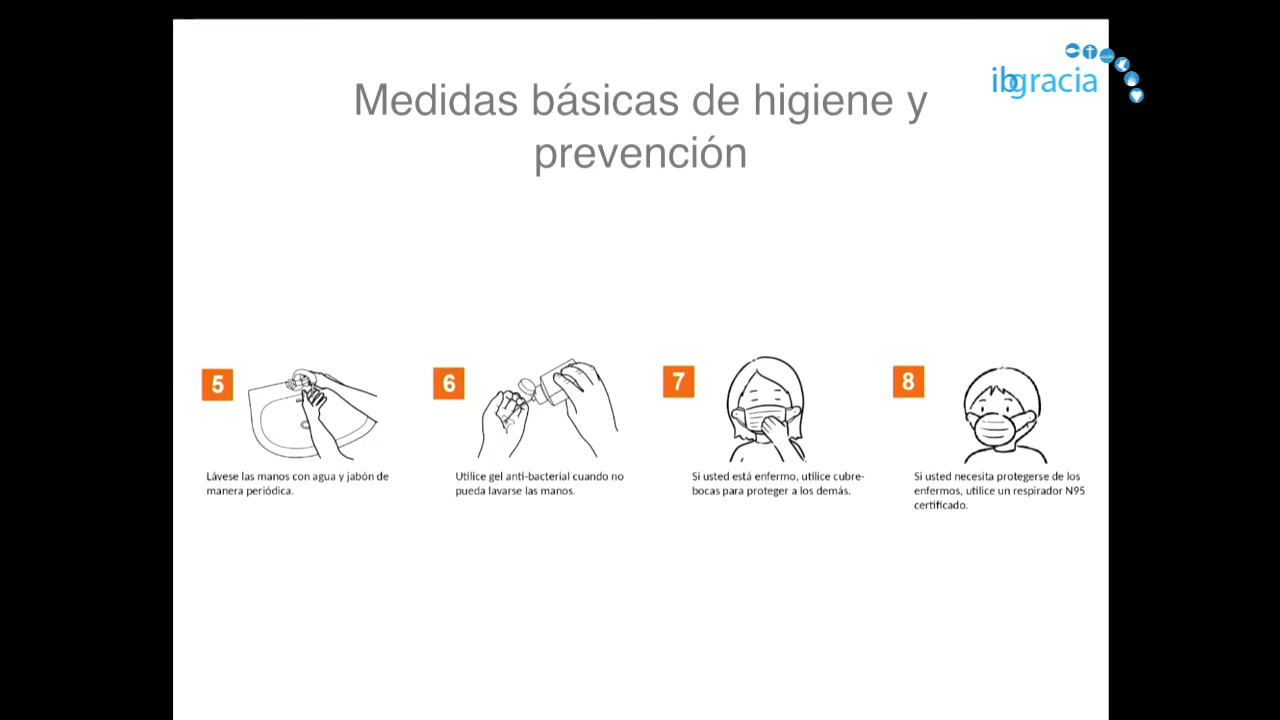 Medidas básicas de higiene y
prevención
ibgracia
5
Lávese las manos con agua y jabón de
manera periódica.
6
Utilice gel anti-bacterial cuando no
pueda lavarse las manos.
7
Si usted está enfermo, utilice cubre-
bocas para proteger a los demás.
8
Si usted necesita protegerse de los
enfermos, utilice un respirador N95
certificado.